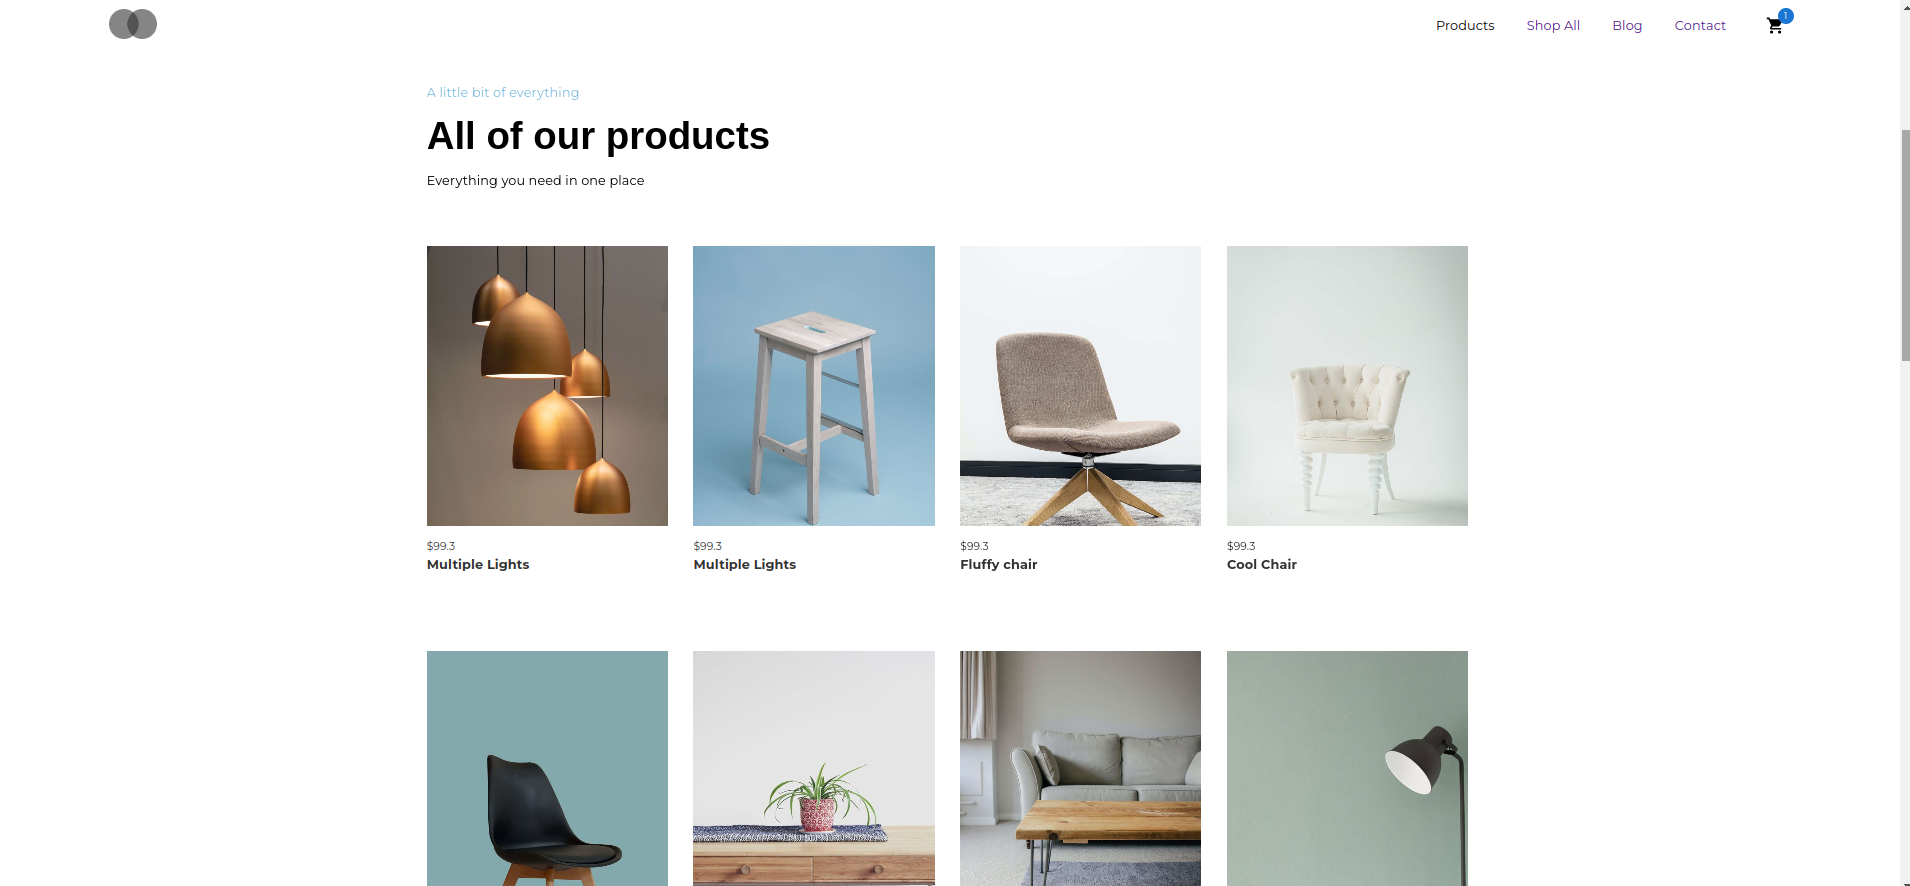 Products
Shop All
Blog
Contact
1
A little bit of everything
All of our products
Everything you need in one place
$99.3
Multiple Lights
$99.3
Multiple Lights
$99.3
Fluffy chair
$99.3
Cool Chair